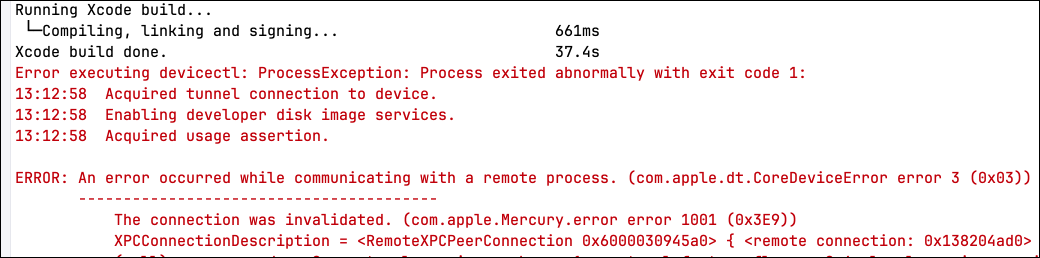 Running Xcode build...
└─Compiling, linking and signing... 661ms
Xcode build done. 37.4s
Error executing devicectl: ProcessException: Process exited abnormally with exit code 1:
13:12:58 Acquired tunnel connection to device.
13:12:58 Enabling developer disk image services.
13:12:58 Acquired usage assertion.
ERROR: An error occurred while communicating with a remote process. (com.apple.dt.CoreDeviceError error 3 (0x03))
----------------------------------------
The connection was invalidated. (com.apple.Mercury.error error 1001 (0x3E9))
XPCConnectionDescription = <RemoteXPCPeerConnection 0x6000030945a0> { <remote connection: 0x138204ad0>